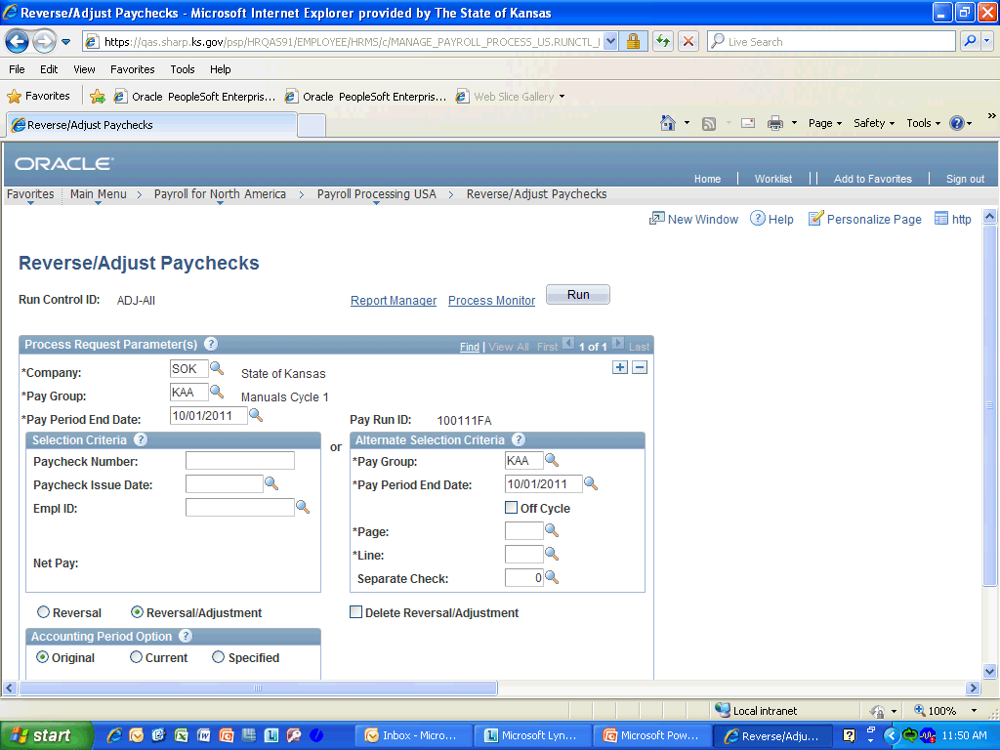 Reverse/Adjust Paychecks - Microsoft Internet Explorer provided by The State of Kansas
https://qas.sharp.ks.gov/psp/HRQAS91/EMPLOYEE/HRMS/c/MANAGE_PAYROLL_PROCESS_US.RUNCTL_
Live Search
File Edit View Favorites Tools Help
Favorites Oracle PeopleSoft Enterpris... Oracle PeopleSoft Enterpris... Web Slice Gallery
Reverse/Adjust Paychecks Page Safety Tools »
ORACLE
Home Worklist Add to Favorites Sign out
Favorites Main Menu > Payroll for North America > Payroll Processing USA > Reverse/Adjust Paychecks
New Window Help Personalize Page http
Reverse/Adjust Paychecks
Run Control ID: ADJ-All Report Manager Process Monitor Run
Process Request Parameter(s) Find | View All First 1 of 1 Last
*Company: SOK State of Kansas
*Pay Group: KAA Manuals Cycle 1
*Pay Period End Date: 10/01/2011 Pay Run ID: 100111FA
Selection Criteria or Alternate Selection Criteria
Paycheck Number: *Pay Group: KAA
Paycheck Issue Date: *Pay Period End Date: 10/01/2011
Empl ID: Off Cycle
*Page:
*Line:
Net Pay:
Separate Check: 0
Reversal Reversal/Adjustment Delete Reversal/Adjustment
Accounting Period Option
Original Current Specified
Local intranet 100%
start Inbox - Micro... Microsoft Lyn... Microsoft Pow... Reverse/Adju... 11:50 AM